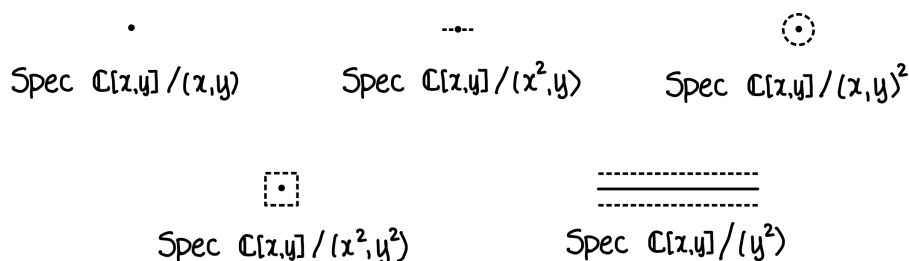 Spec ℂ[x,y] / (x,y)
Spec ℂ[x,y] / (x²,y)
Spec ℂ[x,y] / (x,y)²
Spec ℂ[x,y] / (x²,y²)
Spec ℂ[x,y] / (y²)